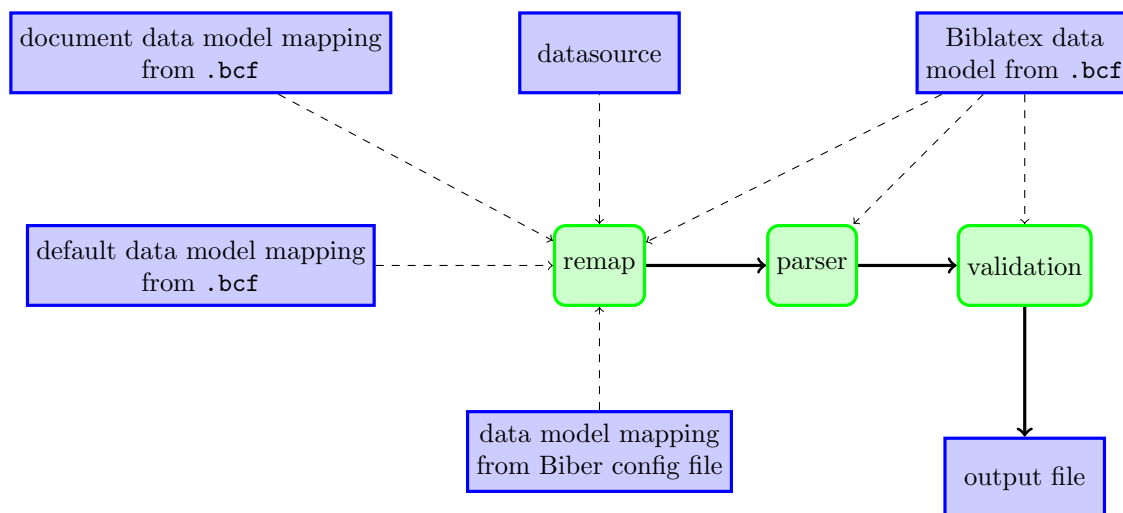 document data model mapping
from .bcf
datasource
Biblatex data
model from .bcf
default data model mapping
from .bcf
remap
parser
validation
data model mapping
from Biber config file
output file